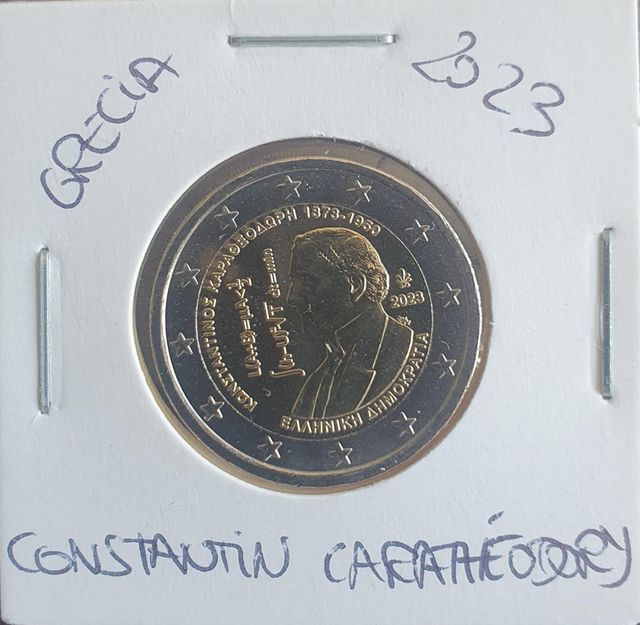 GRECIA
2023
ΚΩΝΣΤΑΝΤΙΝΟΣ ΚΑΡΑΘΕΟΔΩΡΗ 1873-1950
2023
ΕΛΛΗΝΙΚΗ ΔΗΜΟΚΡΑΤΙΑ
CONSTANTIN CARATHÉODORY